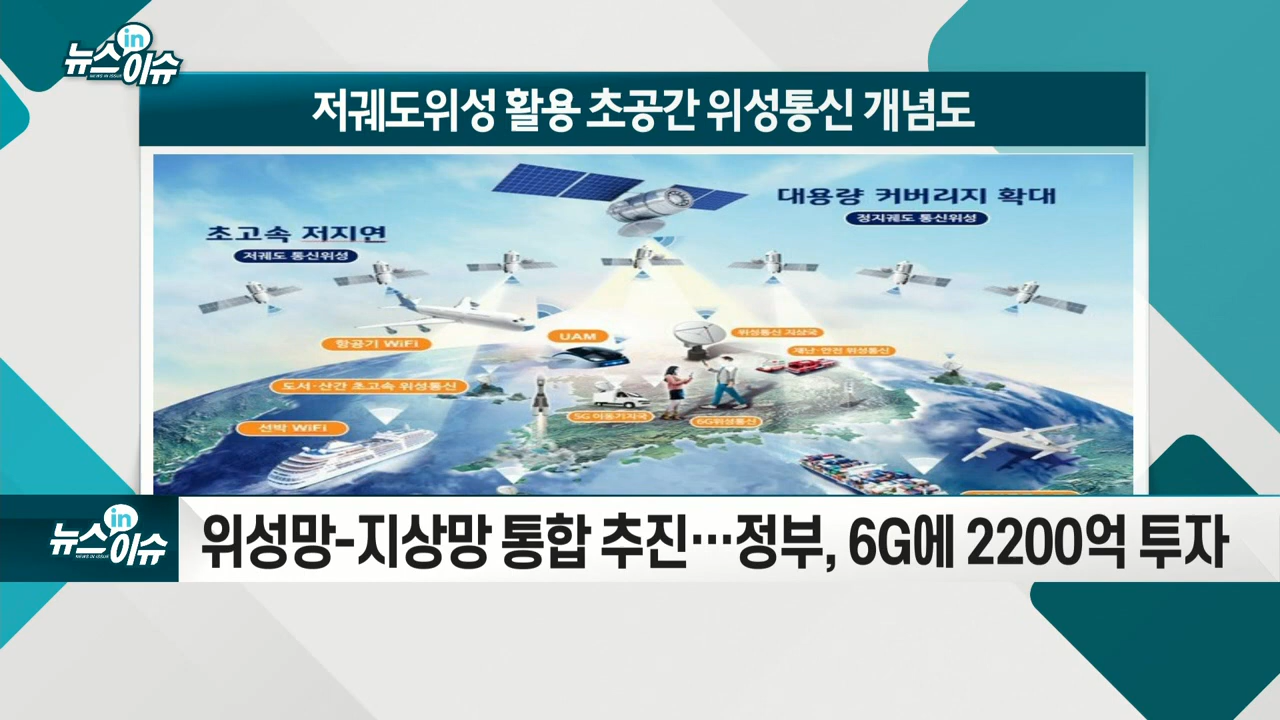 뉴스in이슈
NEWS IN ISSUE
저궤도위성 활용 초공간 위성통신 개념도
대용량 커버리지 확대
정지궤도 통신위성
초고속 저지연
저궤도 통신위성
항공기 WiFi
UAM
위성통신 지상국
재난·안전 위성통신
도서·산간 초고속 위성통신
5G 이동기지국
6G위성통신
선박 WiFi
뉴스in이슈
NEWS IN ISSUE
위성망-지상망 통합 추진…정부, 6G에 2200억 투자